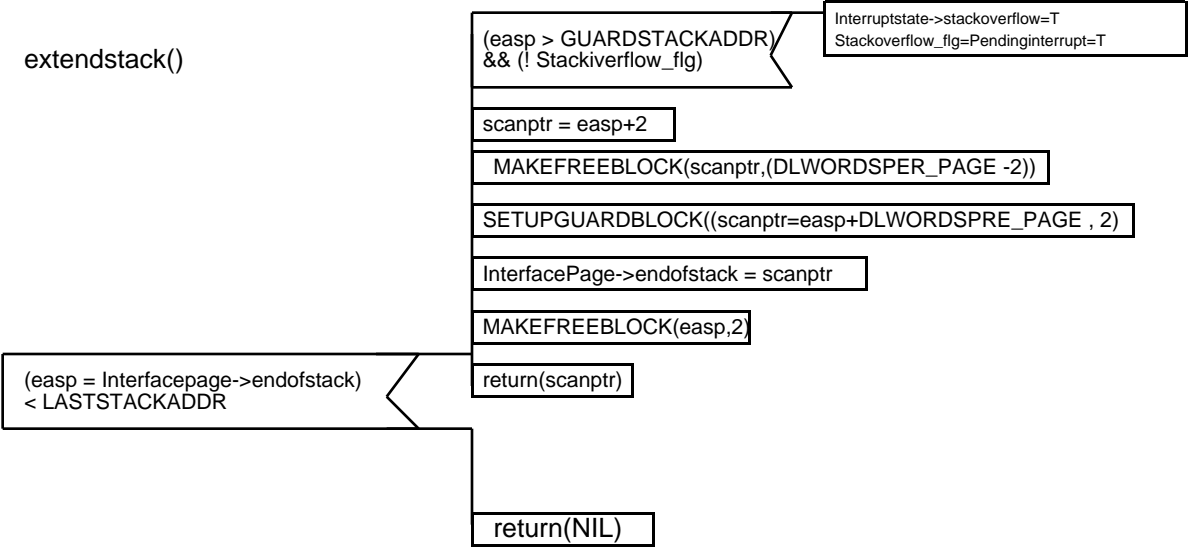 extendstack()
(easp > GUARDSTACKADDR)
&& (! Stackiverflow_flg)
Interruptstate->stackoverflow=T
Stackoverflow_flg=Pendinginterrupt=T
scanptr = easp+2
MAKEFREEBLOCK(scanptr,(DLWORDSPER_PAGE -2))
SETUPGUARDBLOCK((scanptr=easp+DLWORDSPRE_PAGE , 2)
InterfacePage->endofstack = scanptr
MAKEFREEBLOCK(easp,2)
return(scanptr)
(easp = Interfacepage->endofstack)
< LASTSTACKADDR
return(NIL)